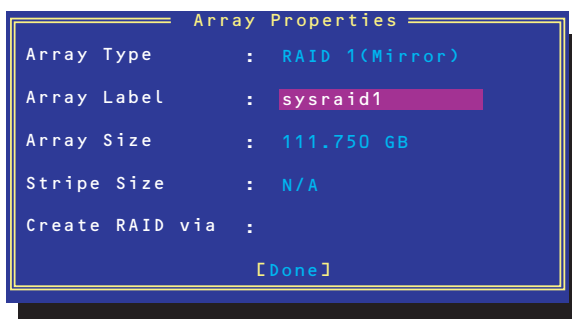 Array Properties
Array Type : RAID 1(Mirror)
Array Label : sysraid1
Array Size : 111.750 GB
Stripe Size : N/A
Create RAID via :
[Done]